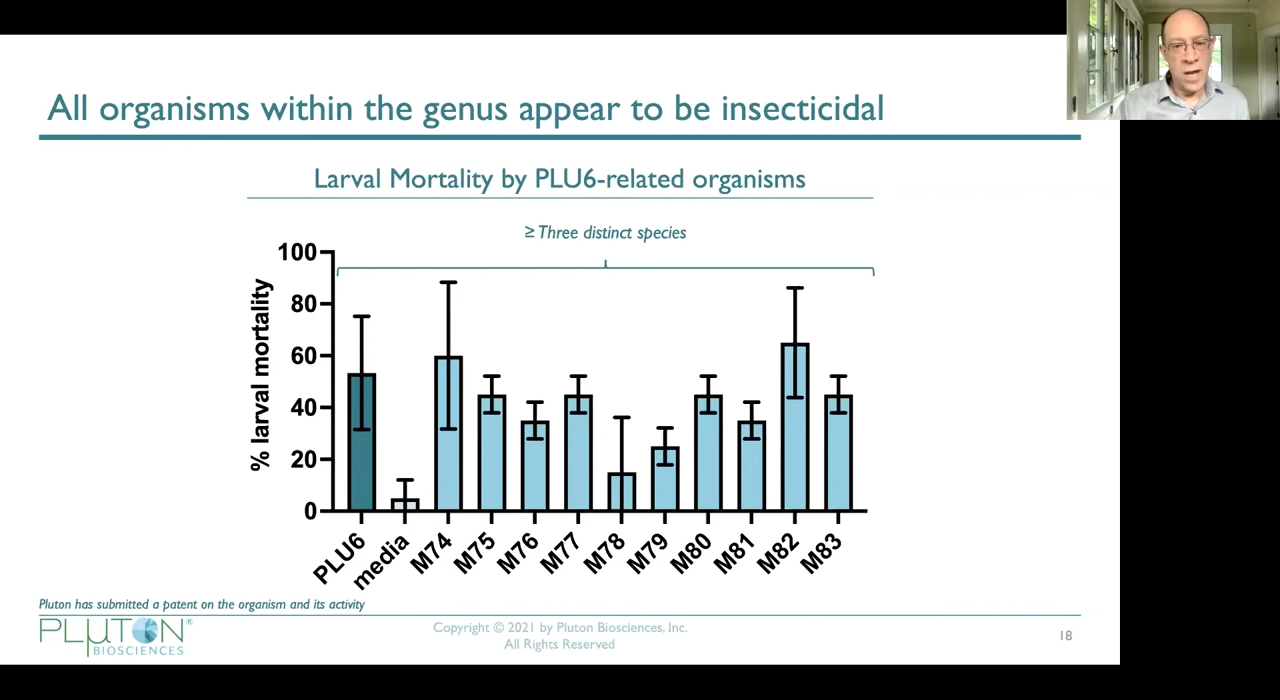 All organisms within the genus appear to be insecticidal
Larval Mortality by PLU6-related organisms
≥ Three distinct species
% larval mortality
100
80
60
40
20
0
PLU6
media
M74
M75
M76
M77
M78
M79
M80
M81
M82
M83
Pluton has submitted a patent on the organism and its activity
PLµTON®
BIOSCIENCES
Copyright © 2021 by Pluton Biosciences, Inc.
All Rights Reserved
18